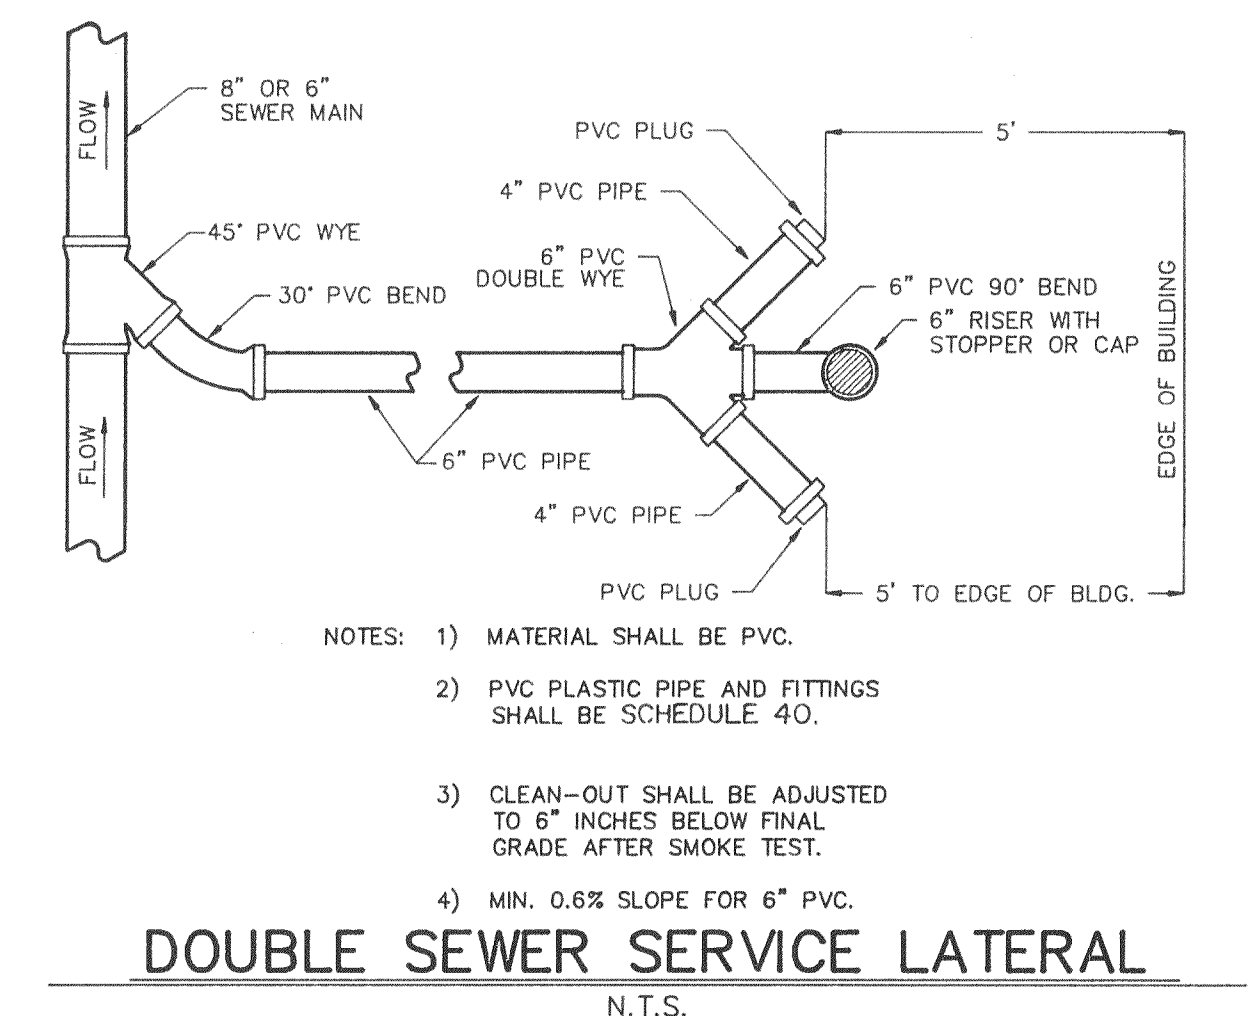 8" OR 6"
SEWER MAIN
FLOW
PVC PLUG
5'
4" PVC PIPE
45° PVC WYE
6" PVC
DOUBLE WYE
30° PVC BEND
6" PVC 90° BEND
6" RISER WITH
STOPPER OR CAP
EDGE OF BUILDING
FLOW
6" PVC PIPE
4" PVC PIPE
PVC PLUG
5' TO EDGE OF BLDG.
NOTES: 1) MATERIAL SHALL BE PVC.
2) PVC PLASTIC PIPE AND FITTINGS
SHALL BE SCHEDULE 40.
3) CLEAN-OUT SHALL BE ADJUSTED
TO 6" INCHES BELOW FINAL
GRADE AFTER SMOKE TEST.
4) MIN. 0.6% SLOPE FOR 6" PVC.
DOUBLE SEWER SERVICE LATERAL
N.T.S.